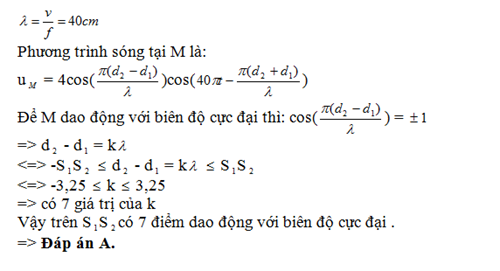 λ = v/f = 40cm
Phương trình sóng tại M là:
u_M = 4cos(π(d₂ − d₁)/λ)cos(40πt − π(d₂ + d₁)/λ)
Để M dao động với biên độ cực đại thì: cos(π(d₂ − d₁)/λ) = ±1
=> d₂ - d₁ = kλ
<=> -S₁S₂ ≤ d₂ - d₁ = kλ ≤ S₁S₂
<=> -3,25 ≤ k ≤ 3,25
=> có 7 giá trị của k
Vậy trên S₁S₂ có 7 điểm dao động với biên độ cực đại .
=> Đáp án A.